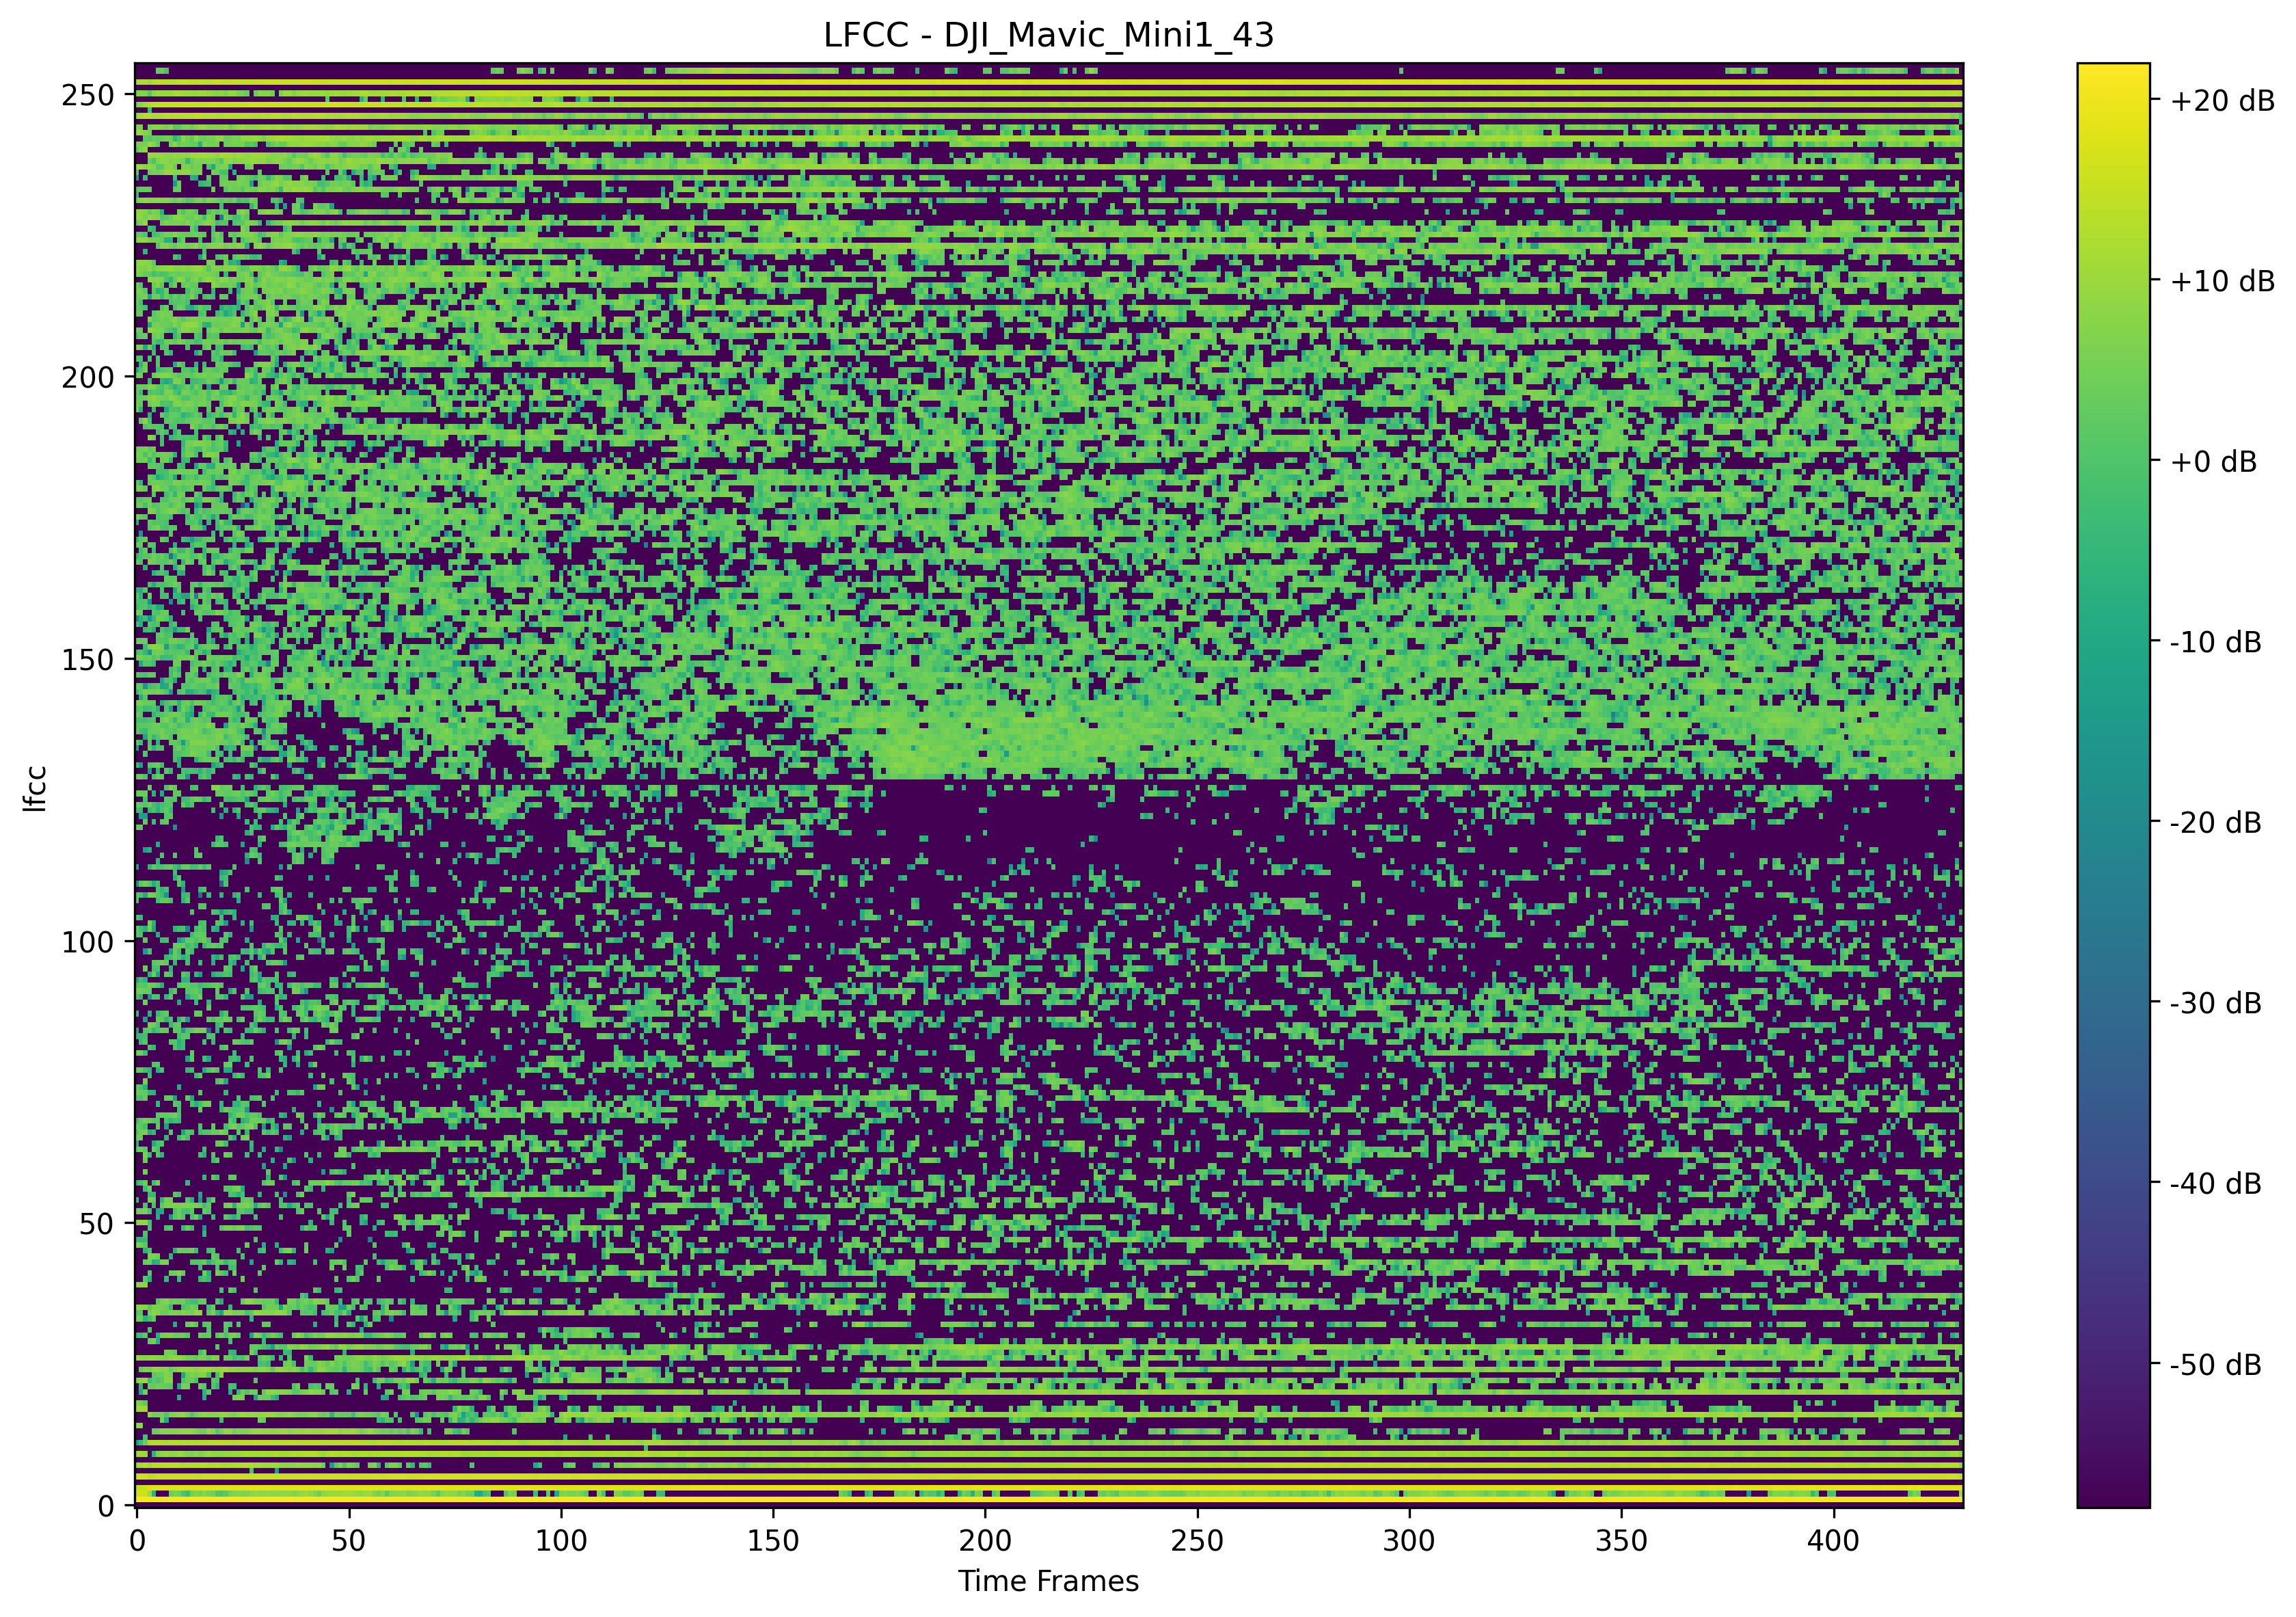 LFCC - DJI_Mavic_Mini1_43
lfcc
250
200
150
100
50
0
0 50 100 150 200 250 300 350 400
Time Frames
+20 dB
+10 dB
+0 dB
-10 dB
-20 dB
-30 dB
-40 dB
-50 dB